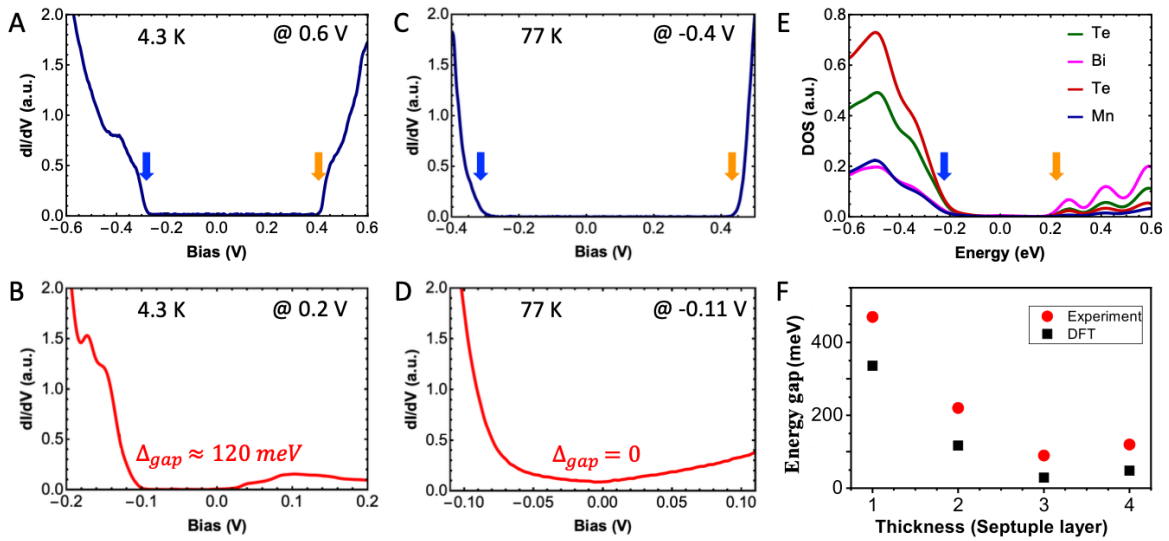 A
4.3 K
@ 0.6 V
dI/dV (a.u.)
2.0
1.5
1.0
0.5
0.0
−0.6 −0.4 −0.2 0.0 0.2 0.4 0.6
Bias (V)
C
77 K
@ -0.4 V
dI/dV (a.u.)
2.0
1.5
1.0
0.5
0.0
−0.4 −0.2 0.0 0.2 0.4
Bias (V)
E
Te
Bi
Te
Mn
DOS (a.u.)
0.8
0.6
0.4
0.2
0.0
−0.6 −0.4 −0.2 0.0 0.2 0.4 0.6
Energy (eV)
B
4.3 K
@ 0.2 V
dI/dV (a.u.)
2.0
1.5
1.0
0.5
0.0
Δgap ≈ 120 meV
−0.2 −0.1 0.0 0.1 0.2
Bias (V)
D
77 K
@ -0.11 V
dI/dV (a.u.)
2.0
1.5
1.0
0.5
0.0
Δgap = 0
−0.10 −0.05 0.00 0.05 0.10
Bias (V)
F
Experiment
DFT
Energy gap (meV)
400
200
0
1 2 3 4
Thickness (Septuple layer)